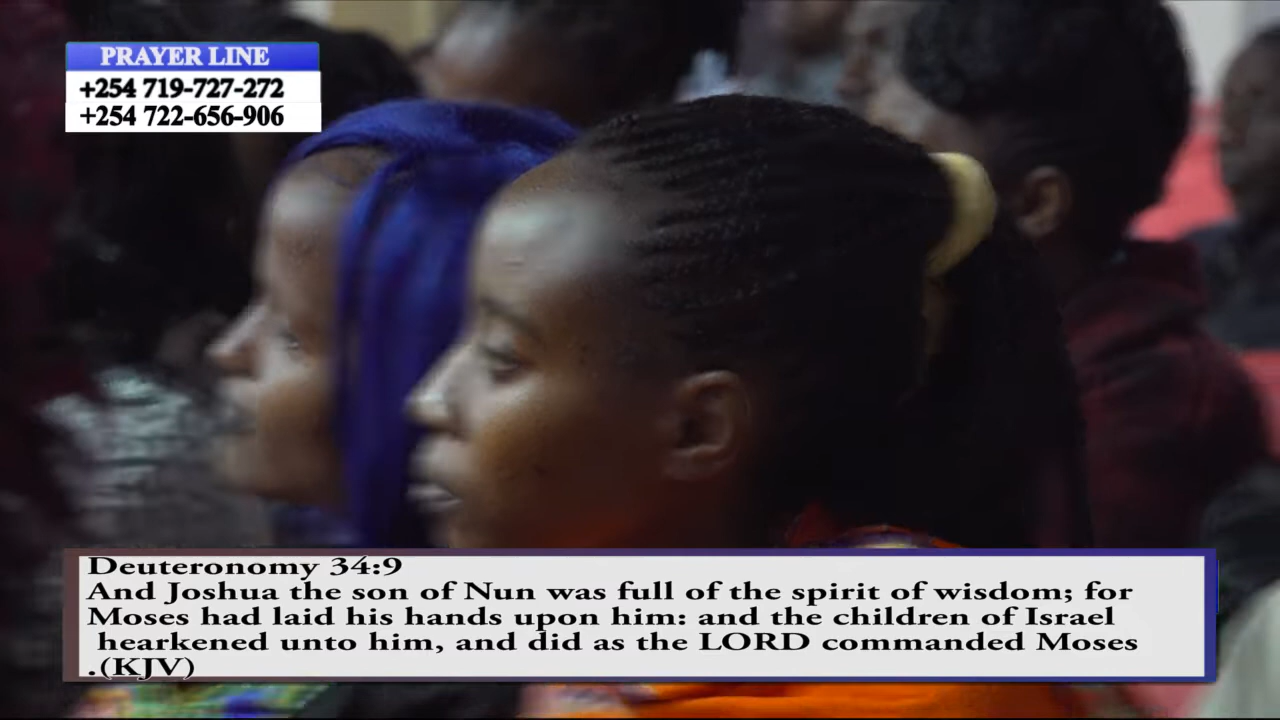 PRAYER LINE
+254 719-727-272
+254 722-656-906
Deuteronomy 34:9
And Joshua the son of Nun was full of the spirit of wisdom; for
Moses had laid his hands upon him: and the children of Israel
hearkened unto him, and did as the LORD commanded Moses
.(KJV)